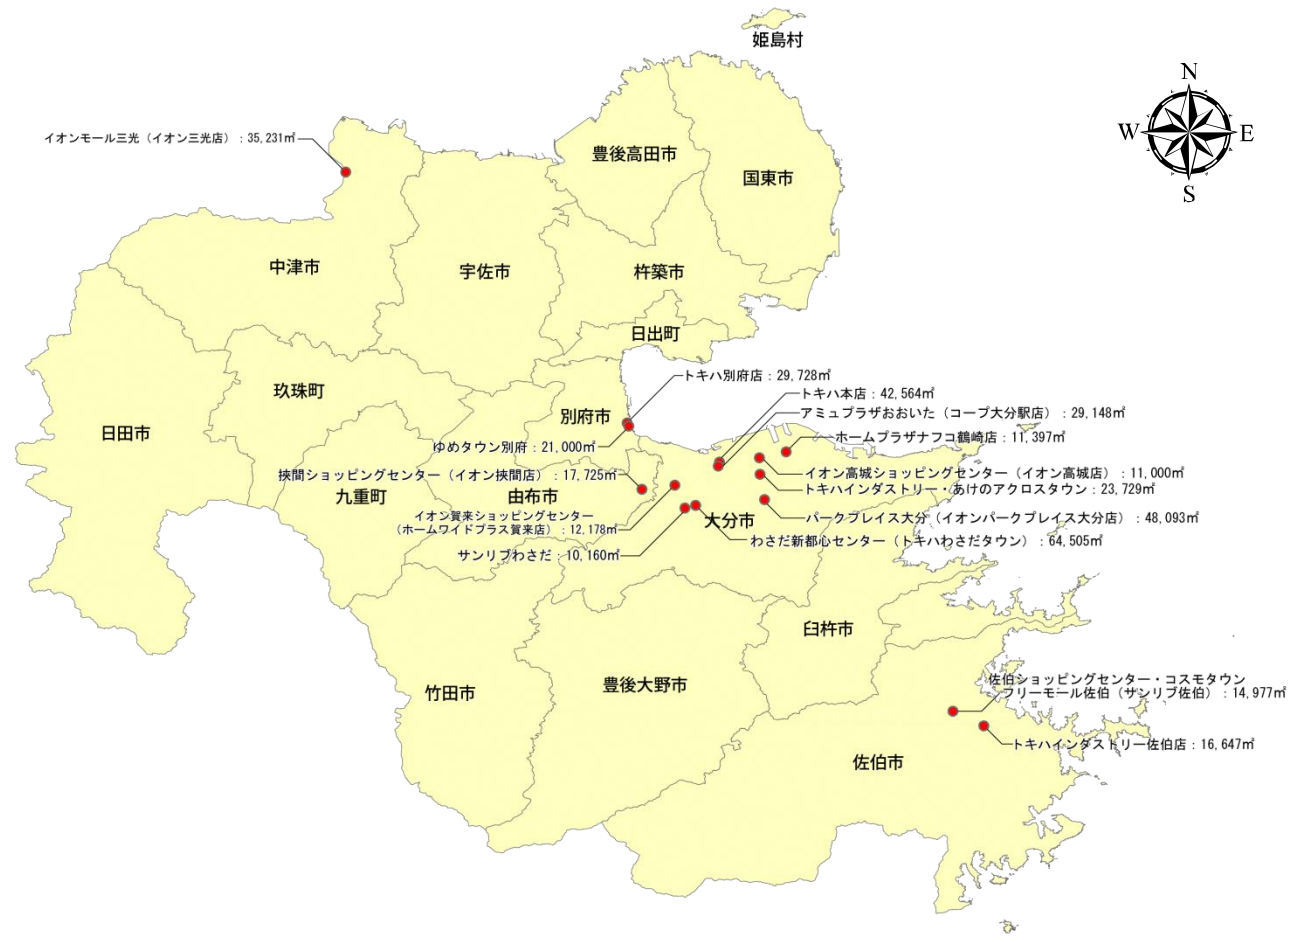 姫島村
N
W
E
S
イオンモール三光（イオン三光店）：35,231㎡
豊後高田市
国東市
中津市
宇佐市
杵築市
日出町
トキハ別府店：29,728㎡
玖珠町
トキハ本店：42,564㎡
別府市
アミュプラザおおいた（コープ大分駅店）：29,148㎡
日田市
ホームプラザナフコ鶴崎店：11,397㎡
ゆめタウン別府：21,000㎡
挾間ショッピングセンター（イオン挾間店）：17,725㎡
イオン高城ショッピングセンター（イオン高城店）：11,000㎡
九重町
由布市
トキハインダストリー・あけのアクロスタウン：23,729㎡
イオン賀来ショッピングセンター
（ホームワイドプラス賀来店）：12,178㎡
大分市
パークプレイス大分（イオンパークプレイス大分店）：48,093㎡
わさだ新都心センター（トキハわさだタウン）：64,505㎡
サンリブわさだ：10,160㎡
臼杵市
竹田市
豊後大野市
佐伯ショッピングセンター・コスモタウン
フリーモール佐伯（サンリブ佐伯）：14,977㎡
トキハインダストリー佐伯店：16,647㎡
佐伯市